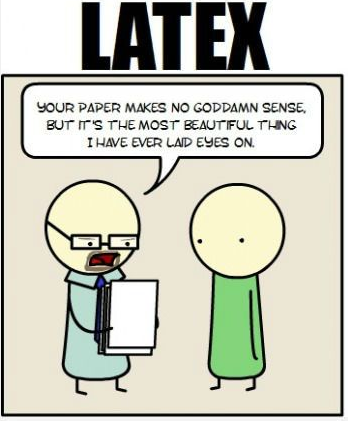 LATEX
YOUR PAPER MAKES NO GODDAMN SENSE,
BUT IT'S THE MOST BEAUTIFUL THING
I HAVE EVER LAID EYES ON.